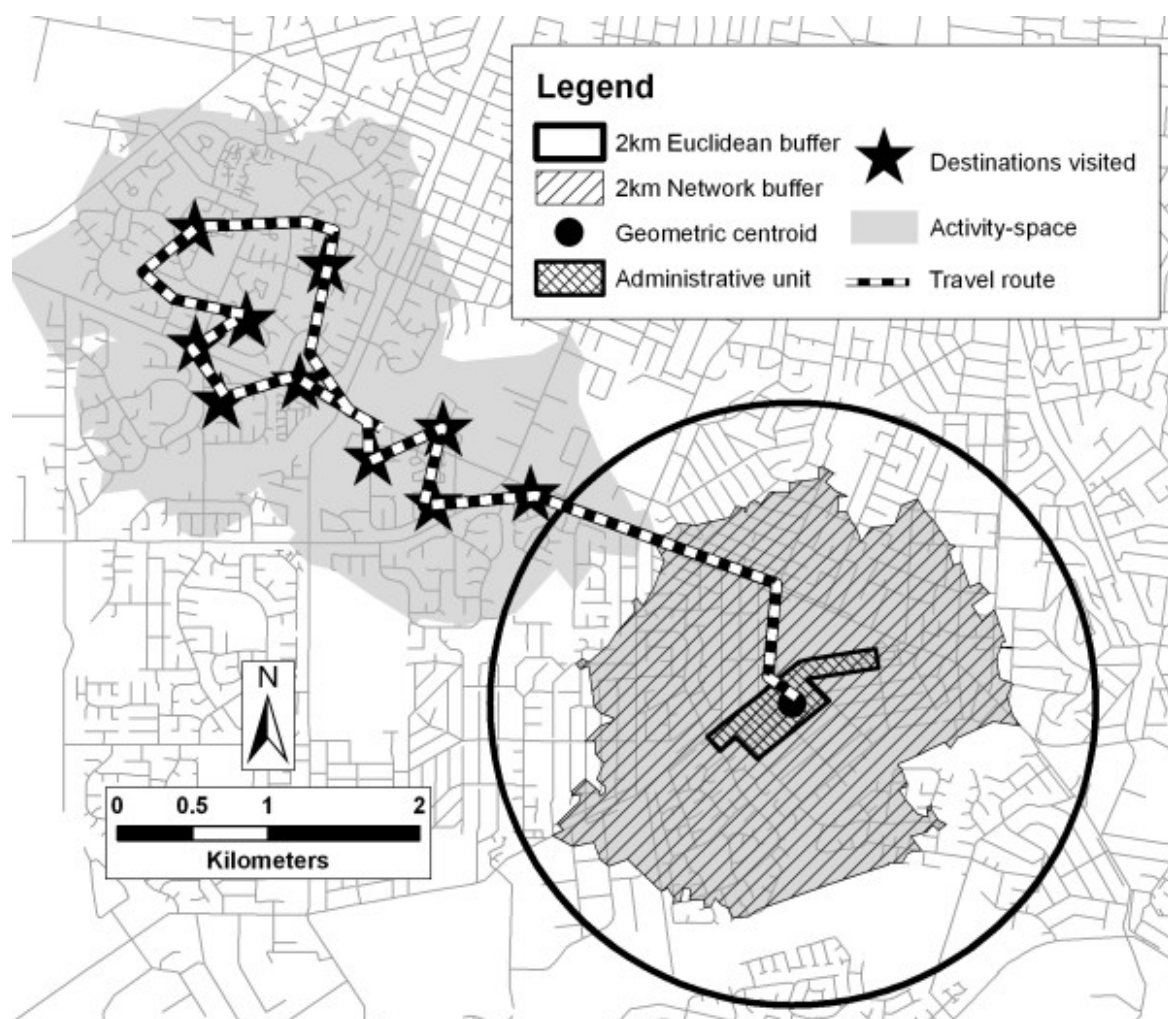 Legend
2km Euclidean buffer
2km Network buffer
Geometric centroid
Administrative unit
Destinations visited
Activity-space
Travel route
N
0 0.5 1 2
Kilometers